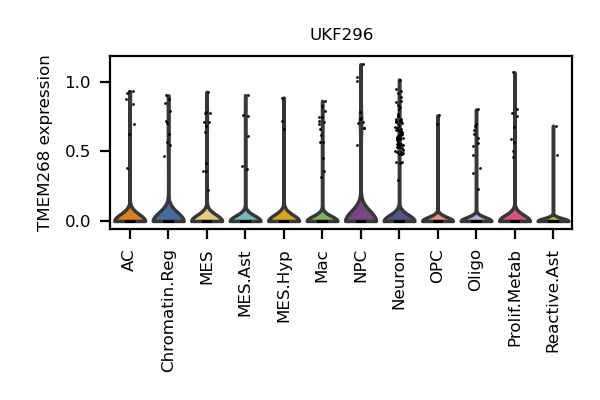 UKF296
TMEM268 expression
1.0
0.5
0.0
AC
Chromatin.Reg
MES
MES.Ast
MES.Hyp
Mac
NPC
Neuron
OPC
Oligo
Prolif.Metab
Reactive.Ast